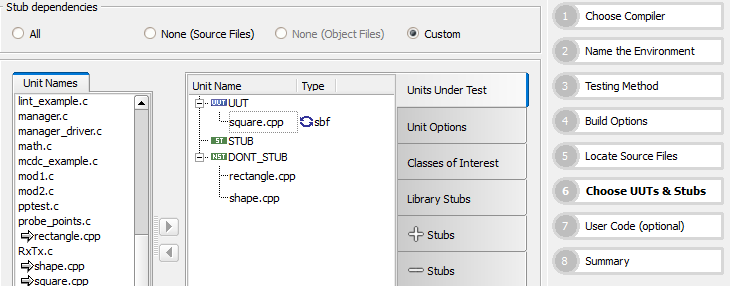 Stub dependencies
All
None (Source Files)
None (Object Files)
Custom
Unit Names
lint_example.c
manager.c
manager_driver.c
math.c
mcdc_example.c
mod1.c
mod2.c
pptest.c
probe_points.c
rectangle.cpp
RxTx.c
shape.cpp
square.cpp
Unit Name Type
UUT UUT
square.cpp sbf
ST STUB
NST DONT_STUB
rectangle.cpp
shape.cpp
Units Under Test
Unit Options
Classes of Interest
Library Stubs
+ Stubs
− Stubs
1 Choose Compiler
2 Name the Environment
3 Testing Method
4 Build Options
5 Locate Source Files
6 Choose UUTs & Stubs
7 User Code (optional)
8 Summary